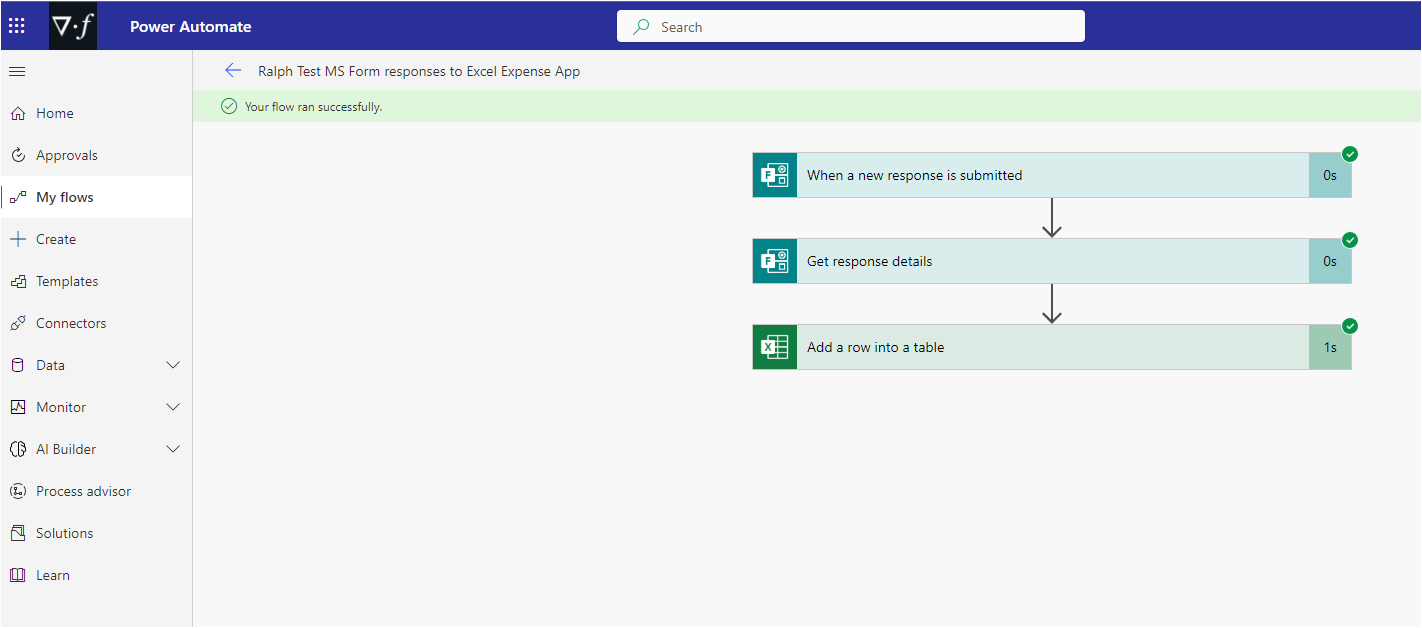 ∇·f
Power Automate
Search
Ralph Test MS Form responses to Excel Expense App
Your flow ran successfully.
Home
Approvals
My flows
Create
Templates
Connectors
Data
Monitor
AI Builder
Process advisor
Solutions
Learn
When a new response is submitted
0s
Get response details
0s
Add a row into a table
1s